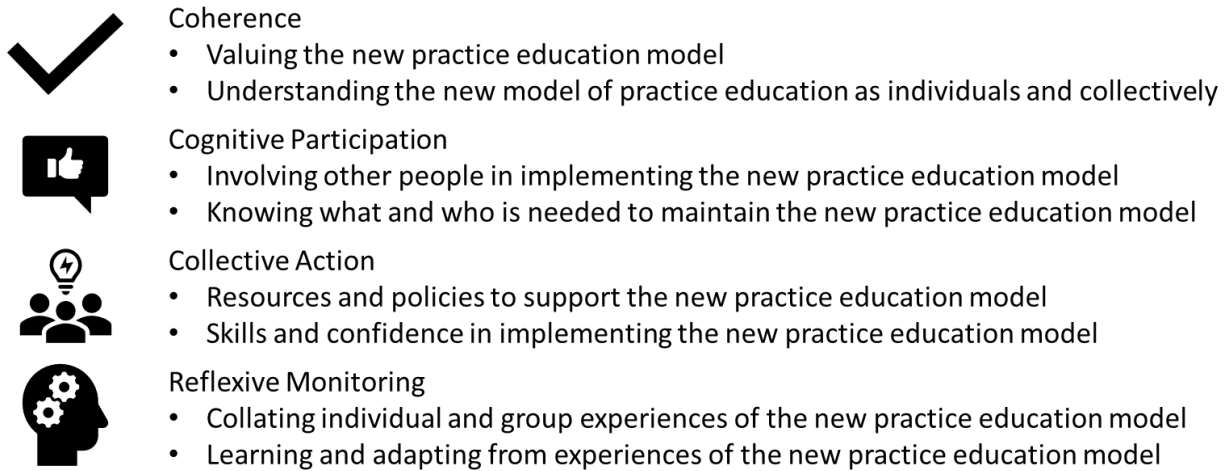 Coherence
• Valuing the new practice education model
• Understanding the new model of practice education as individuals and collectively
Cognitive Participation
• Involving other people in implementing the new practice education model
• Knowing what and who is needed to maintain the new practice education model
Collective Action
• Resources and policies to support the new practice education model
• Skills and confidence in implementing the new practice education model
Reflexive Monitoring
• Collating individual and group experiences of the new practice education model
• Learning and adapting from experiences of the new practice education model